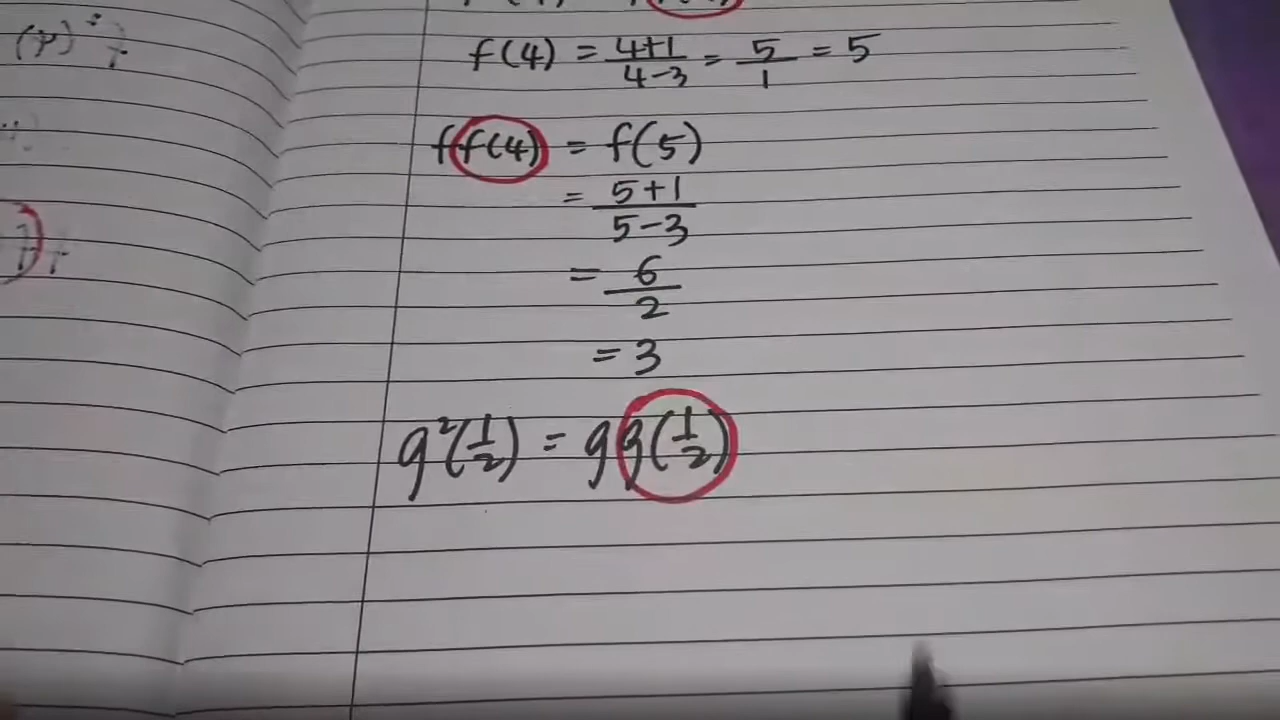 f(4) = 4+1/4-3 = 5/1 = 5
ff(4) = f(5)
= 5+1/5-3
= 6/2
= 3
g²(1/2) = gg(1/2)